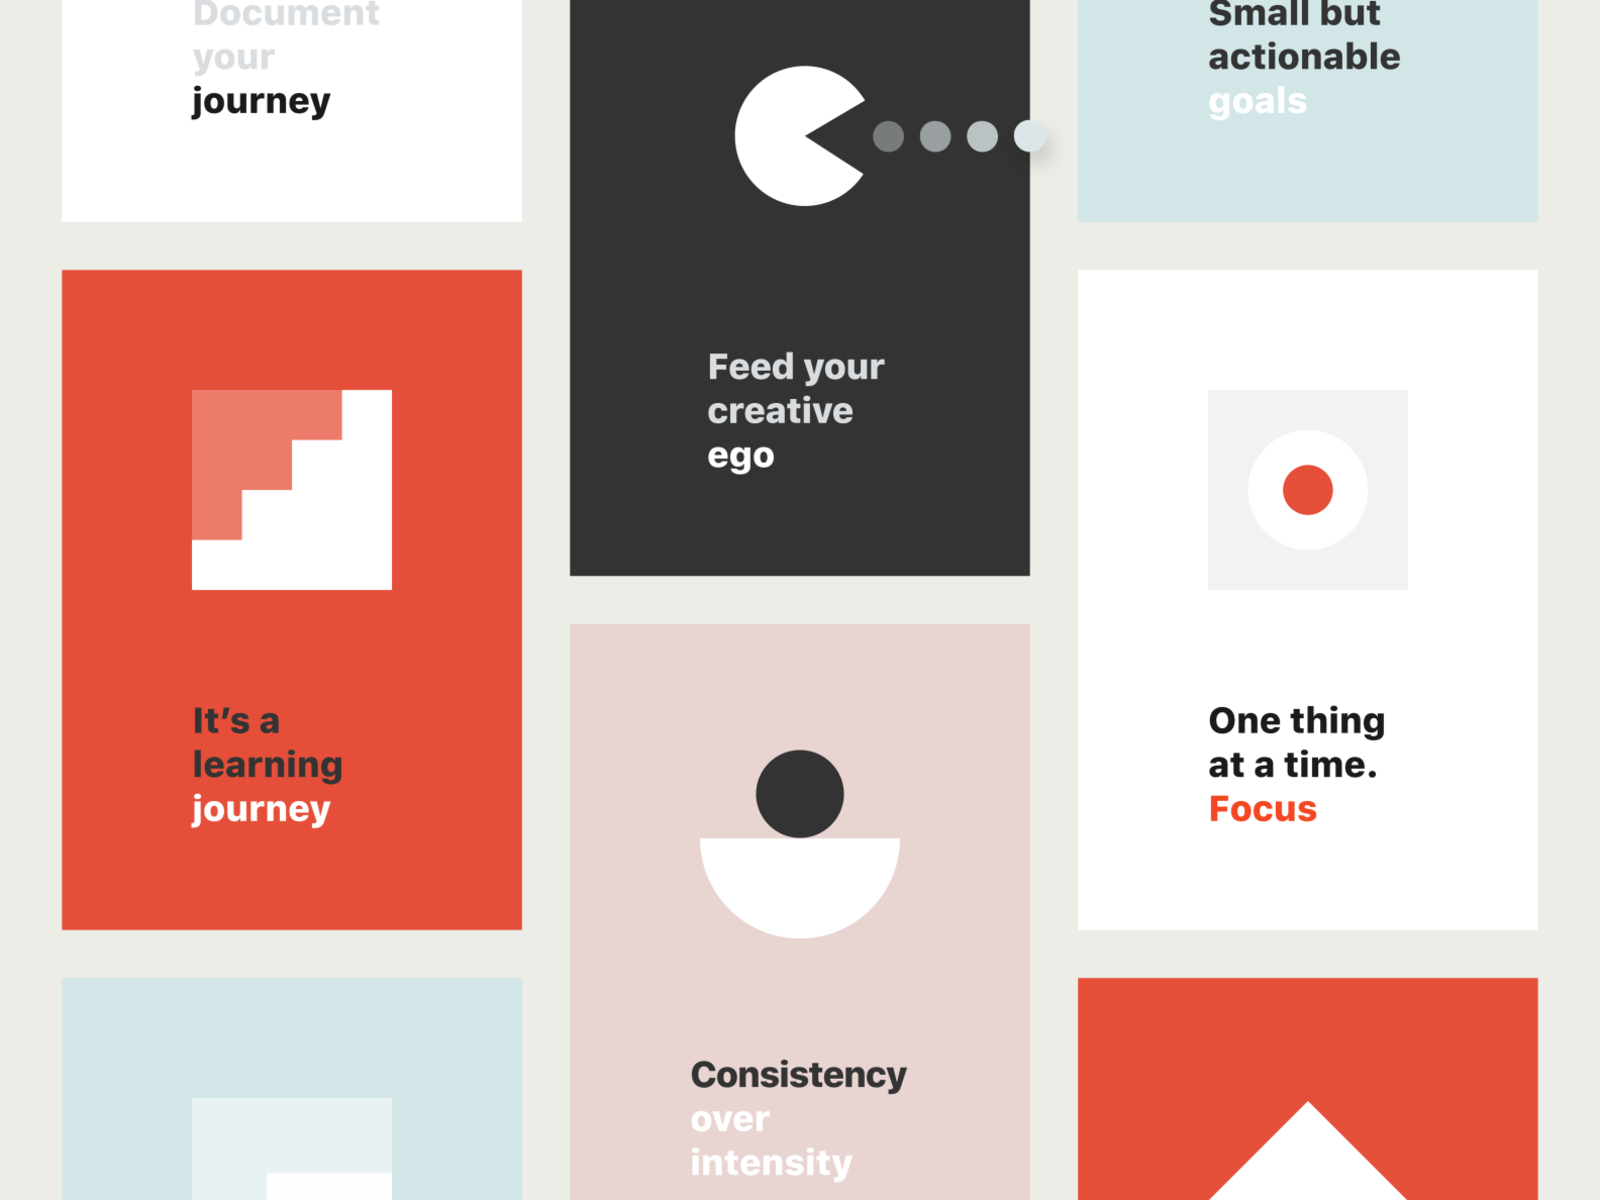 Document
your
journey
Small but
actionable
goals
Feed your
creative
ego
It’s a
learning
journey
One thing
at a time.
Focus
Consistency
over
intensity